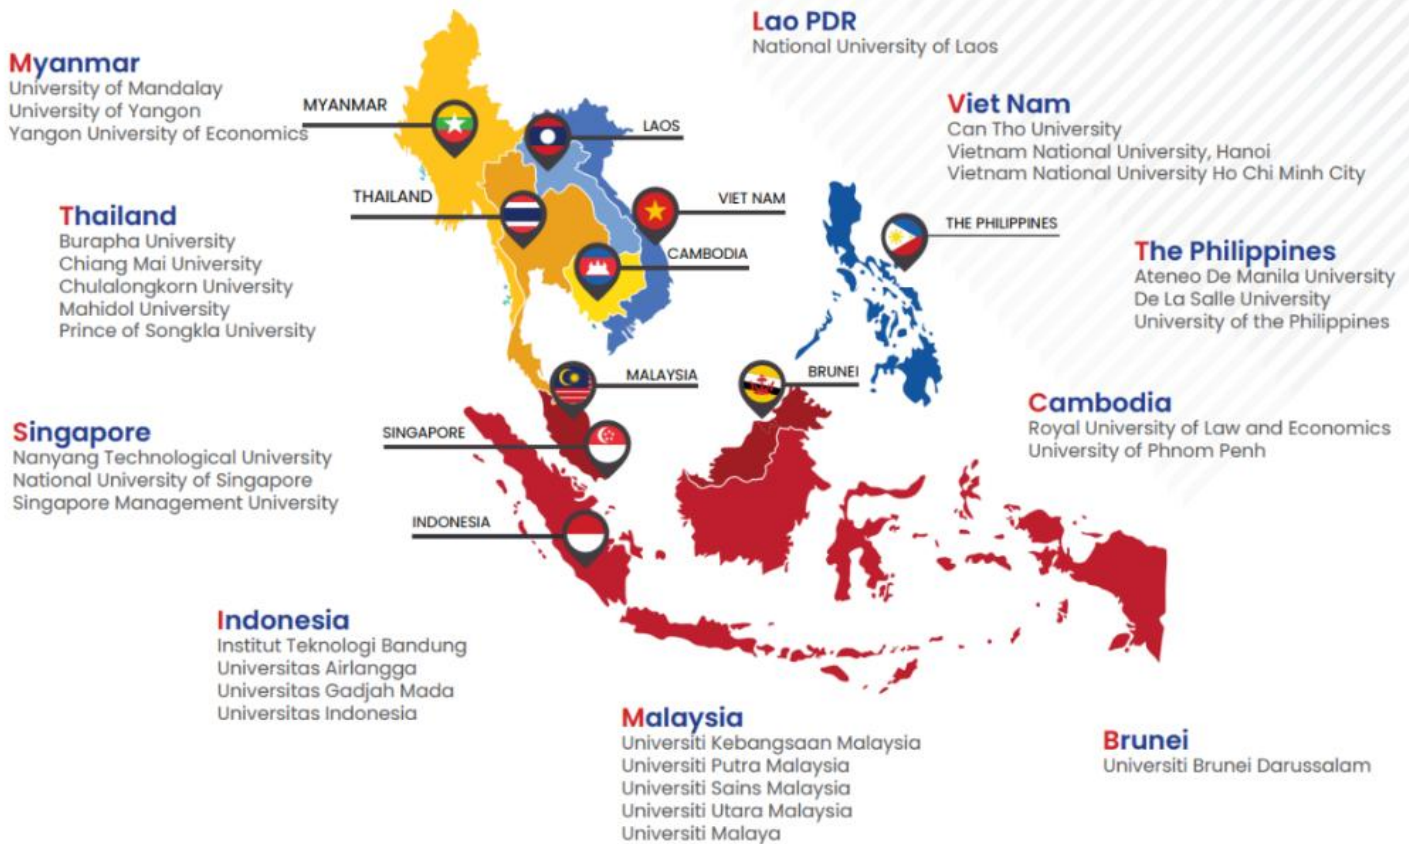 Lao PDR
National University of Laos
Myanmar
University of Mandalay
University of Yangon
Yangon University of Economics
MYANMAR
LAOS
Viet Nam
Can Tho University
Vietnam National University, Hanoi
Vietnam National University Ho Chi Minh City
THAILAND
VIET NAM
Thailand
Burapha University
Chiang Mai University
Chulalongkorn University
Mahidol University
Prince of Songkla University
CAMBODIA
THE PHILIPPINES
The Philippines
Ateneo De Manila University
De La Salle University
University of the Philippines
MALAYSIA
BRUNEI
Cambodia
Royal University of Law and Economics
University of Phnom Penh
Singapore
Nanyang Technological University
National University of Singapore
Singapore Management University
SINGAPORE
INDONESIA
Indonesia
Institut Teknologi Bandung
Universitas Airlangga
Universitas Gadjah Mada
Universitas Indonesia
Malaysia
Universiti Kebangsaan Malaysia
Universiti Putra Malaysia
Universiti Sains Malaysia
Universiti Utara Malaysia
Universiti Malaya
Brunei
Universiti Brunei Darussalam